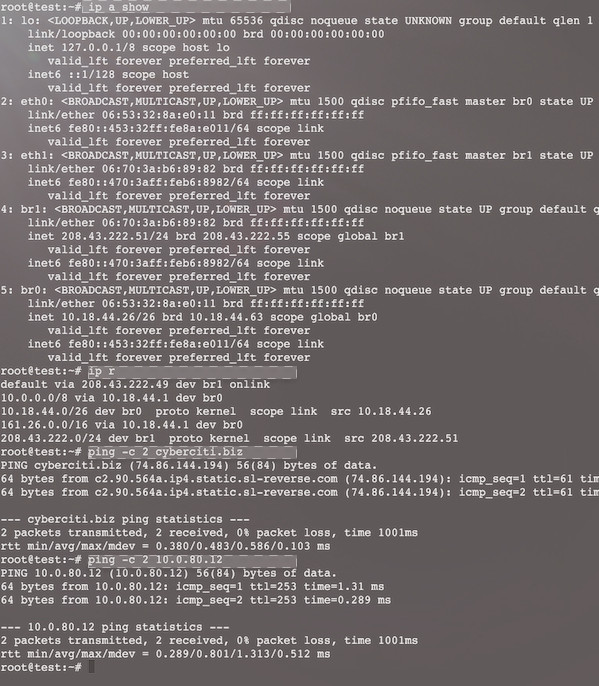 root@test:~# ip a show
1: lo: <LOOPBACK,UP,LOWER_UP> mtu 65536 qdisc noqueue state UNKNOWN group default qlen 1
    link/loopback 00:00:00:00:00:00 brd 00:00:00:00:00:00
    inet 127.0.0.1/8 scope host lo
       valid_lft forever preferred_lft forever
    inet6 ::1/128 scope host
       valid_lft forever preferred_lft forever
2: eth0: <BROADCAST,MULTICAST,UP,LOWER_UP> mtu 1500 qdisc pfifo_fast master br0 state UP
    link/ether 06:53:32:8a:e0:11 brd ff:ff:ff:ff:ff:ff
    inet6 fe80::453:32ff:fe8a:e011/64 scope link
       valid_lft forever preferred_lft forever
3: eth1: <BROADCAST,MULTICAST,UP,LOWER_UP> mtu 1500 qdisc pfifo_fast master br1 state UP
    link/ether 06:70:3a:b6:89:82 brd ff:ff:ff:ff:ff:ff
    inet6 fe80::470:3aff:feb6:8982/64 scope link
       valid_lft forever preferred_lft forever
4: br1: <BROADCAST,MULTICAST,UP,LOWER_UP> mtu 1500 qdisc noqueue state UP group default q
    link/ether 06:70:3a:b6:89:82 brd ff:ff:ff:ff:ff:ff
    inet 208.43.222.51/24 brd 208.43.222.55 scope global br1
       valid_lft forever preferred_lft forever
    inet6 fe80::470:3aff:feb6:8982/64 scope link
       valid_lft forever preferred_lft forever
5: br0: <BROADCAST,MULTICAST,UP,LOWER_UP> mtu 1500 qdisc noqueue state UP group default q
    link/ether 06:53:32:8a:e0:11 brd ff:ff:ff:ff:ff:ff
    inet 10.18.44.26/26 brd 10.18.44.63 scope global br0
       valid_lft forever preferred_lft forever
    inet6 fe80::453:32ff:fe8a:e011/64 scope link
       valid_lft forever preferred_lft forever
root@test:~# ip r
default via 208.43.222.49 dev br1 onlink
10.0.0.0/8 via 10.18.44.1 dev br0
10.18.44.0/26 dev br0  proto kernel  scope link  src 10.18.44.26
161.26.0.0/16 via 10.18.44.1 dev br0
208.43.222.0/24 dev br1  proto kernel  scope link  src 208.43.222.51
root@test:~# ping -c 2 cyberciti.biz
PING cyberciti.biz (74.86.144.194) 56(84) bytes of data.
64 bytes from c2.90.564a.ip4.static.sl-reverse.com (74.86.144.194): icmp_seq=1 ttl=61 tim
64 bytes from c2.90.564a.ip4.static.sl-reverse.com (74.86.144.194): icmp_seq=2 ttl=61 tim

--- cyberciti.biz ping statistics ---
2 packets transmitted, 2 received, 0% packet loss, time 1001ms
rtt min/avg/max/mdev = 0.380/0.483/0.586/0.103 ms
root@test:~# ping -c 2 10.0.80.12
PING 10.0.80.12 (10.0.80.12) 56(84) bytes of data.
64 bytes from 10.0.80.12: icmp_seq=1 ttl=253 time=1.31 ms
64 bytes from 10.0.80.12: icmp_seq=2 ttl=253 time=0.289 ms

--- 10.0.80.12 ping statistics ---
2 packets transmitted, 2 received, 0% packet loss, time 1001ms
rtt min/avg/max/mdev = 0.289/0.801/1.313/0.512 ms
root@test:~#